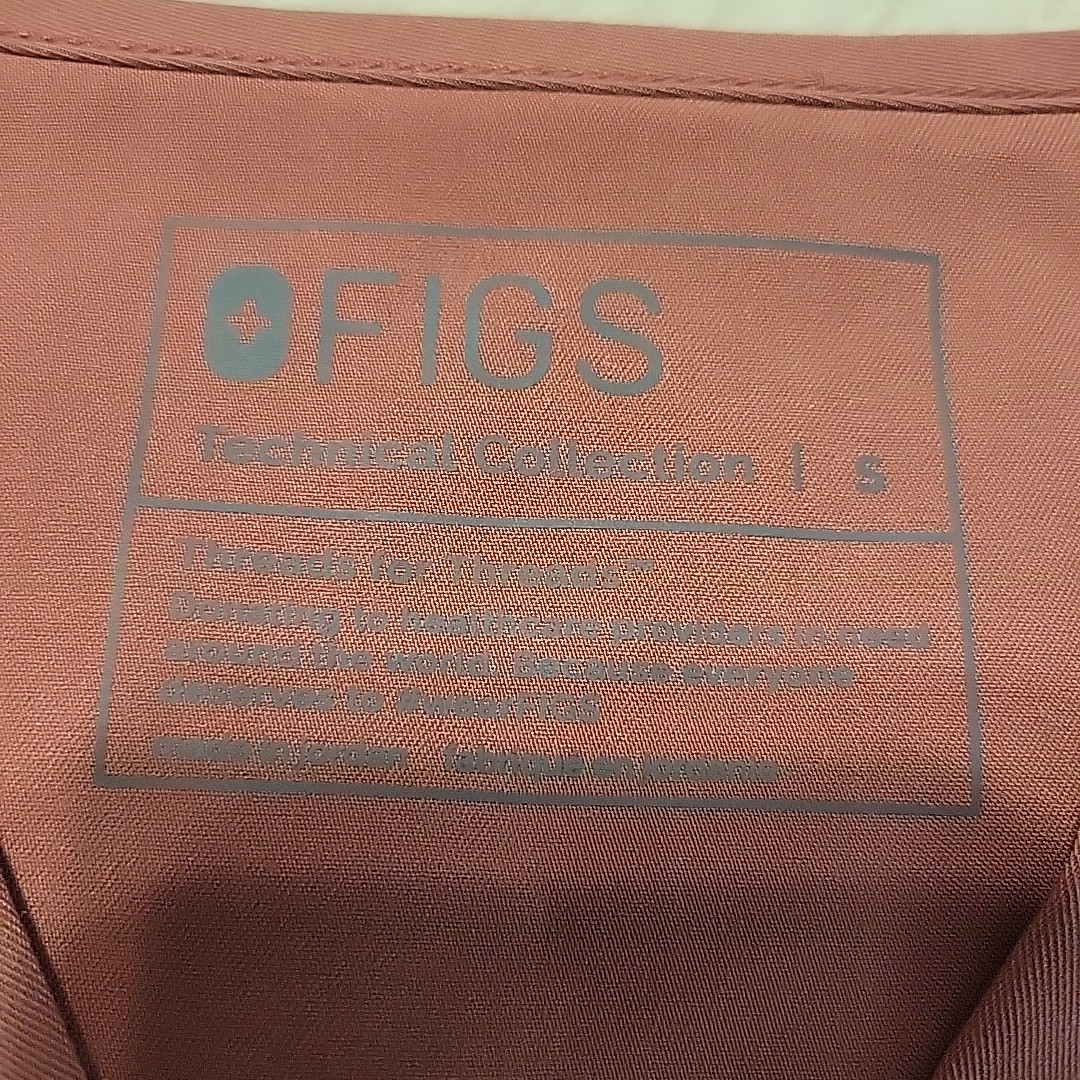 FIGS
Technical Collection | S
Threads for Threads™
Donating to healthcare providers in need
around the world. Because everyone
deserves to #wearFIGS
made in jordan fabriqué en jordanie